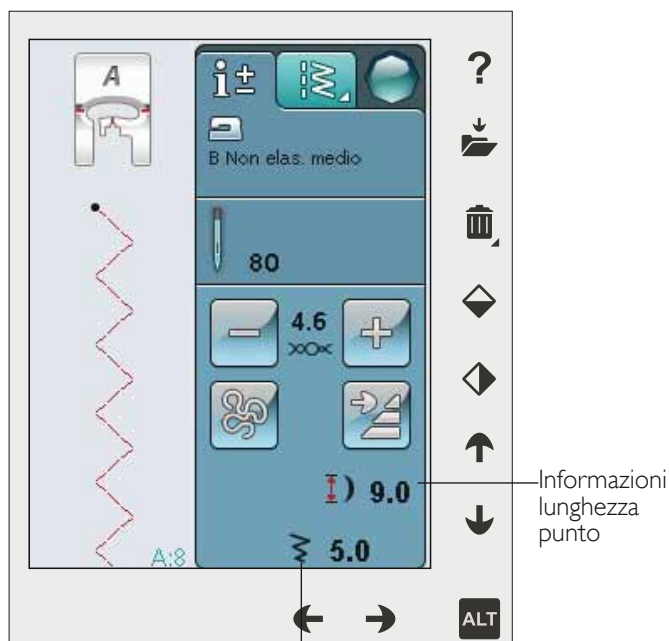 A
i±
?
B Non elas. medio
80
4.6
) 9.0
5.0
A:8
ALT
Informazioni
lunghezza
punto